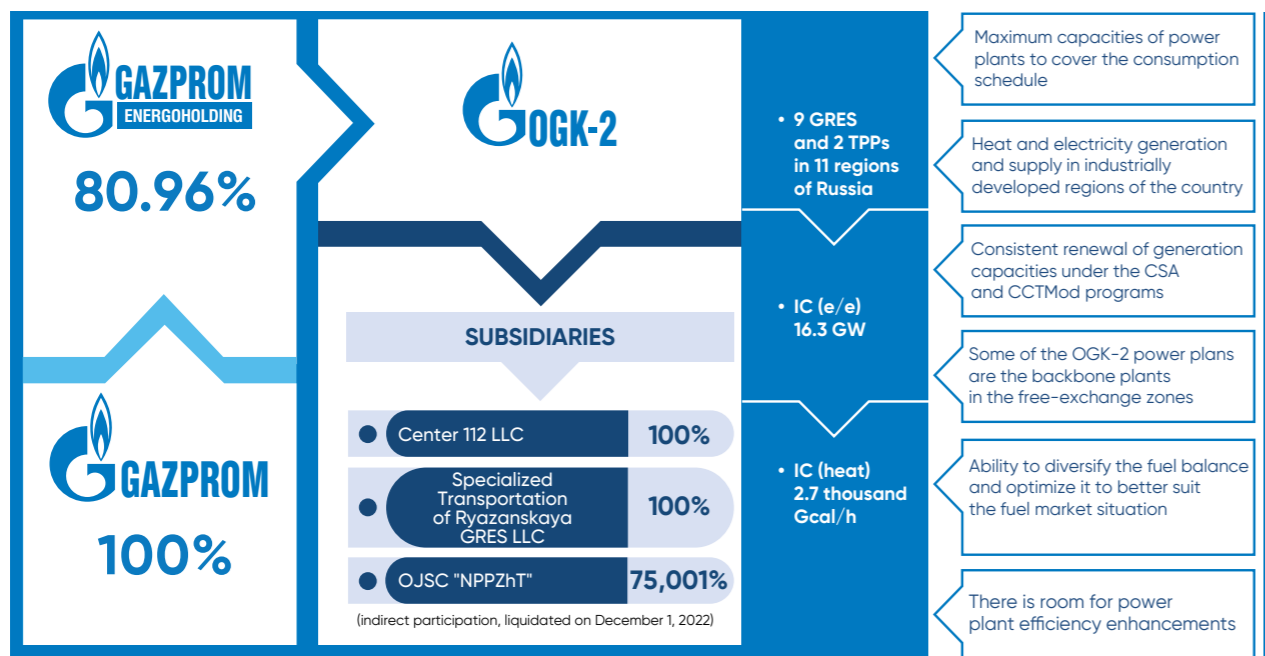 GAZPROM
ENERGOHOLDING
80.96%
GAZPROM
100%
OGK-2
SUBSIDIARIES
Center 112 LLC
100%
Specialized
Transportation
of Ryazanskaya
GRES LLC
100%
OJSC "NPPZhT"
75,001%
(indirect participation, liquidated on December 1, 2022)
• 9 GRES
and 2 TPPs
in 11 regions
of Russia
• IC (e/e)
16.3 GW
• IC (heat)
2.7 thousand
Gcal/h
Maximum capacities of power
plants to cover the consumption
schedule
Heat and electricity generation
and supply in industrially
developed regions of the country
Consistent renewal of generation
capacities under the CSA
and CCTMod programs
Some of the OGK-2 power plans
are the backbone plants
in the free-exchange zones
Ability to diversify the fuel balance
and optimize it to better suit
the fuel market situation
There is room for power
plant efficiency enhancements